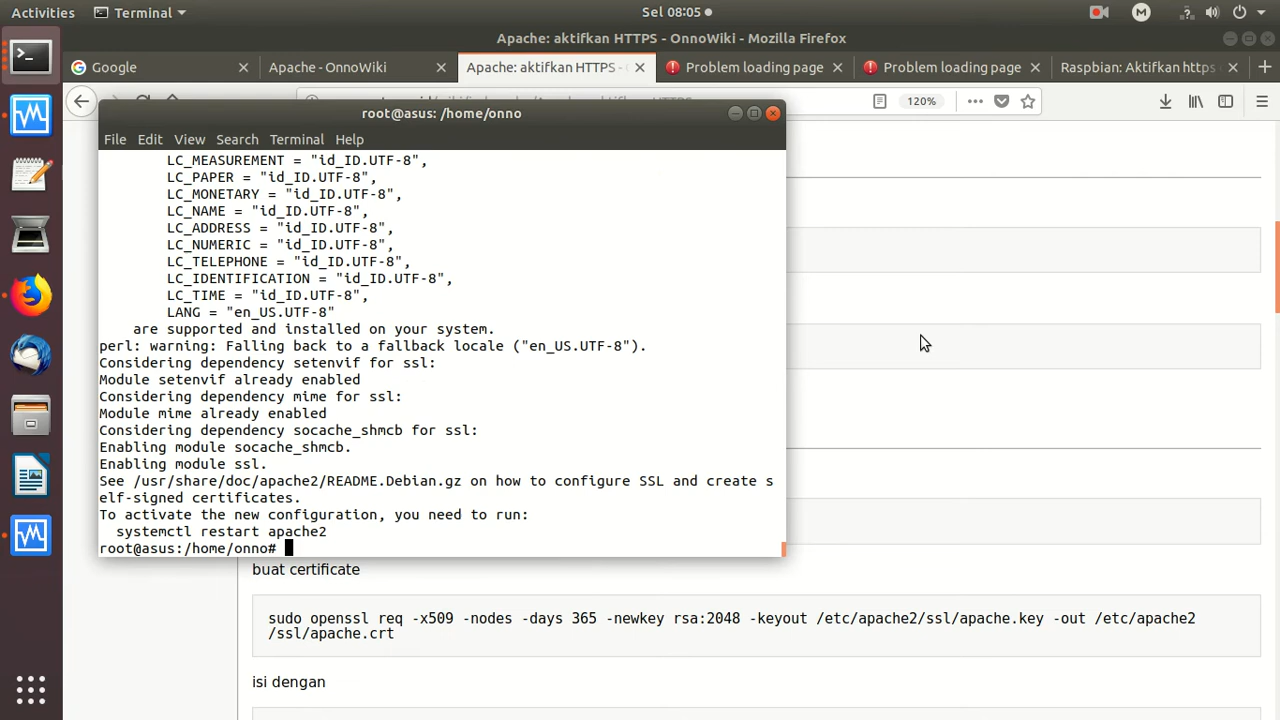 Activities
Terminal
Sel 08:05
M
Apache: aktifkan HTTPS - OnnoWiki - Mozilla Firefox
Google
Apache - OnnoWiki
Apache: aktifkan HTTPS -
Problem loading page
Problem loading page
Raspbian: Aktifkan https
120%
root@asus: /home/onno
File Edit View Search Terminal Help
LC_MEASUREMENT = "id_ID.UTF-8",
LC_PAPER = "id_ID.UTF-8",
LC_MONETARY = "id_ID.UTF-8",
LC_NAME = "id_ID.UTF-8",
LC_ADDRESS = "id_ID.UTF-8",
LC_NUMERIC = "id_ID.UTF-8",
LC_TELEPHONE = "id_ID.UTF-8",
LC_IDENTIFICATION = "id_ID.UTF-8",
LC_TIME = "id_ID.UTF-8",
LANG = "en_US.UTF-8"
are supported and installed on your system.
perl: warning: Falling back to a fallback locale ("en_US.UTF-8").
Considering dependency setenvif for ssl:
Module setenvif already enabled
Considering dependency mime for ssl:
Module mime already enabled
Considering dependency socache_shmcb for ssl:
Enabling module socache_shmcb.
Enabling module ssl.
See /usr/share/doc/apache2/README.Debian.gz on how to configure SSL and create s
elf-signed certificates.
To activate the new configuration, you need to run:
systemctl restart apache2
root@asus:/home/onno#
buat certificate
sudo openssl req -x509 -nodes -days 365 -newkey rsa:2048 -keyout /etc/apache2/ssl/apache.key -out /etc/apache2
/ssl/apache.crt
isi dengan